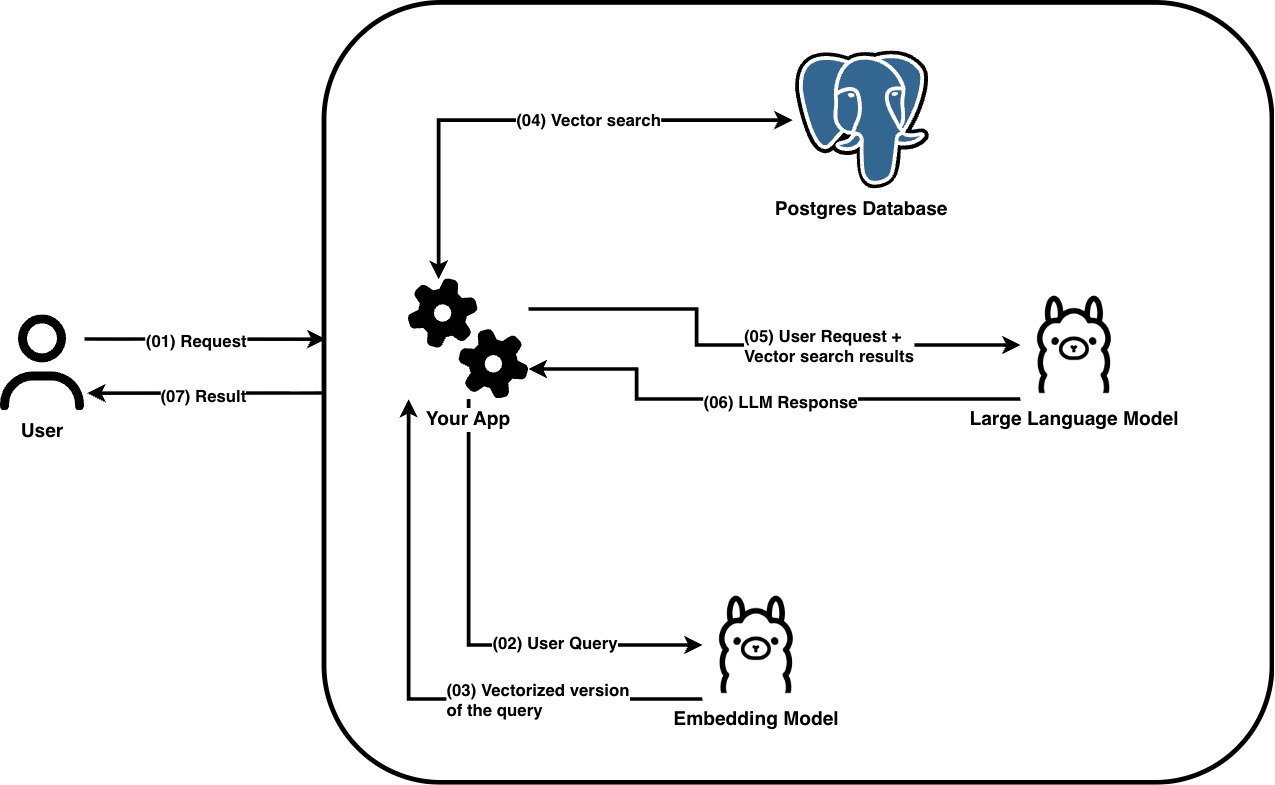 (04) Vector search
Postgres Database
(01) Request
(07) Result
User
Your App
(05) User Request +
Vector search results
(06) LLM Response
Large Language Model
(02) User Query
(03) Vectorized version
of the query
Embedding Model